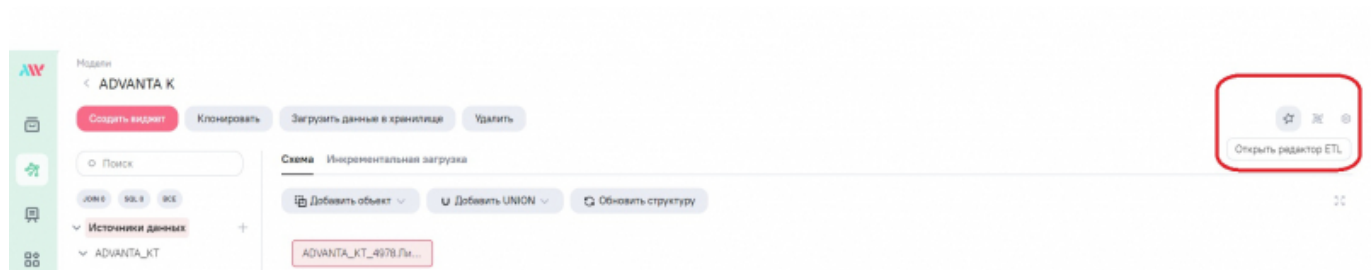 AW
Модели
< ADVANTA K
Создать виджет Клонировать Загрузить данные в хранилище Удалить
Открыть редактор ETL
Поиск
Схема Инкрементальная загрузка
JOIN 0 SQL 0 ВСЕ
Добавить объект Добавить UNION Обновить структуру
Источники данных +
ADVANTA_KT
ADVANTA_KT_4978.Ли...